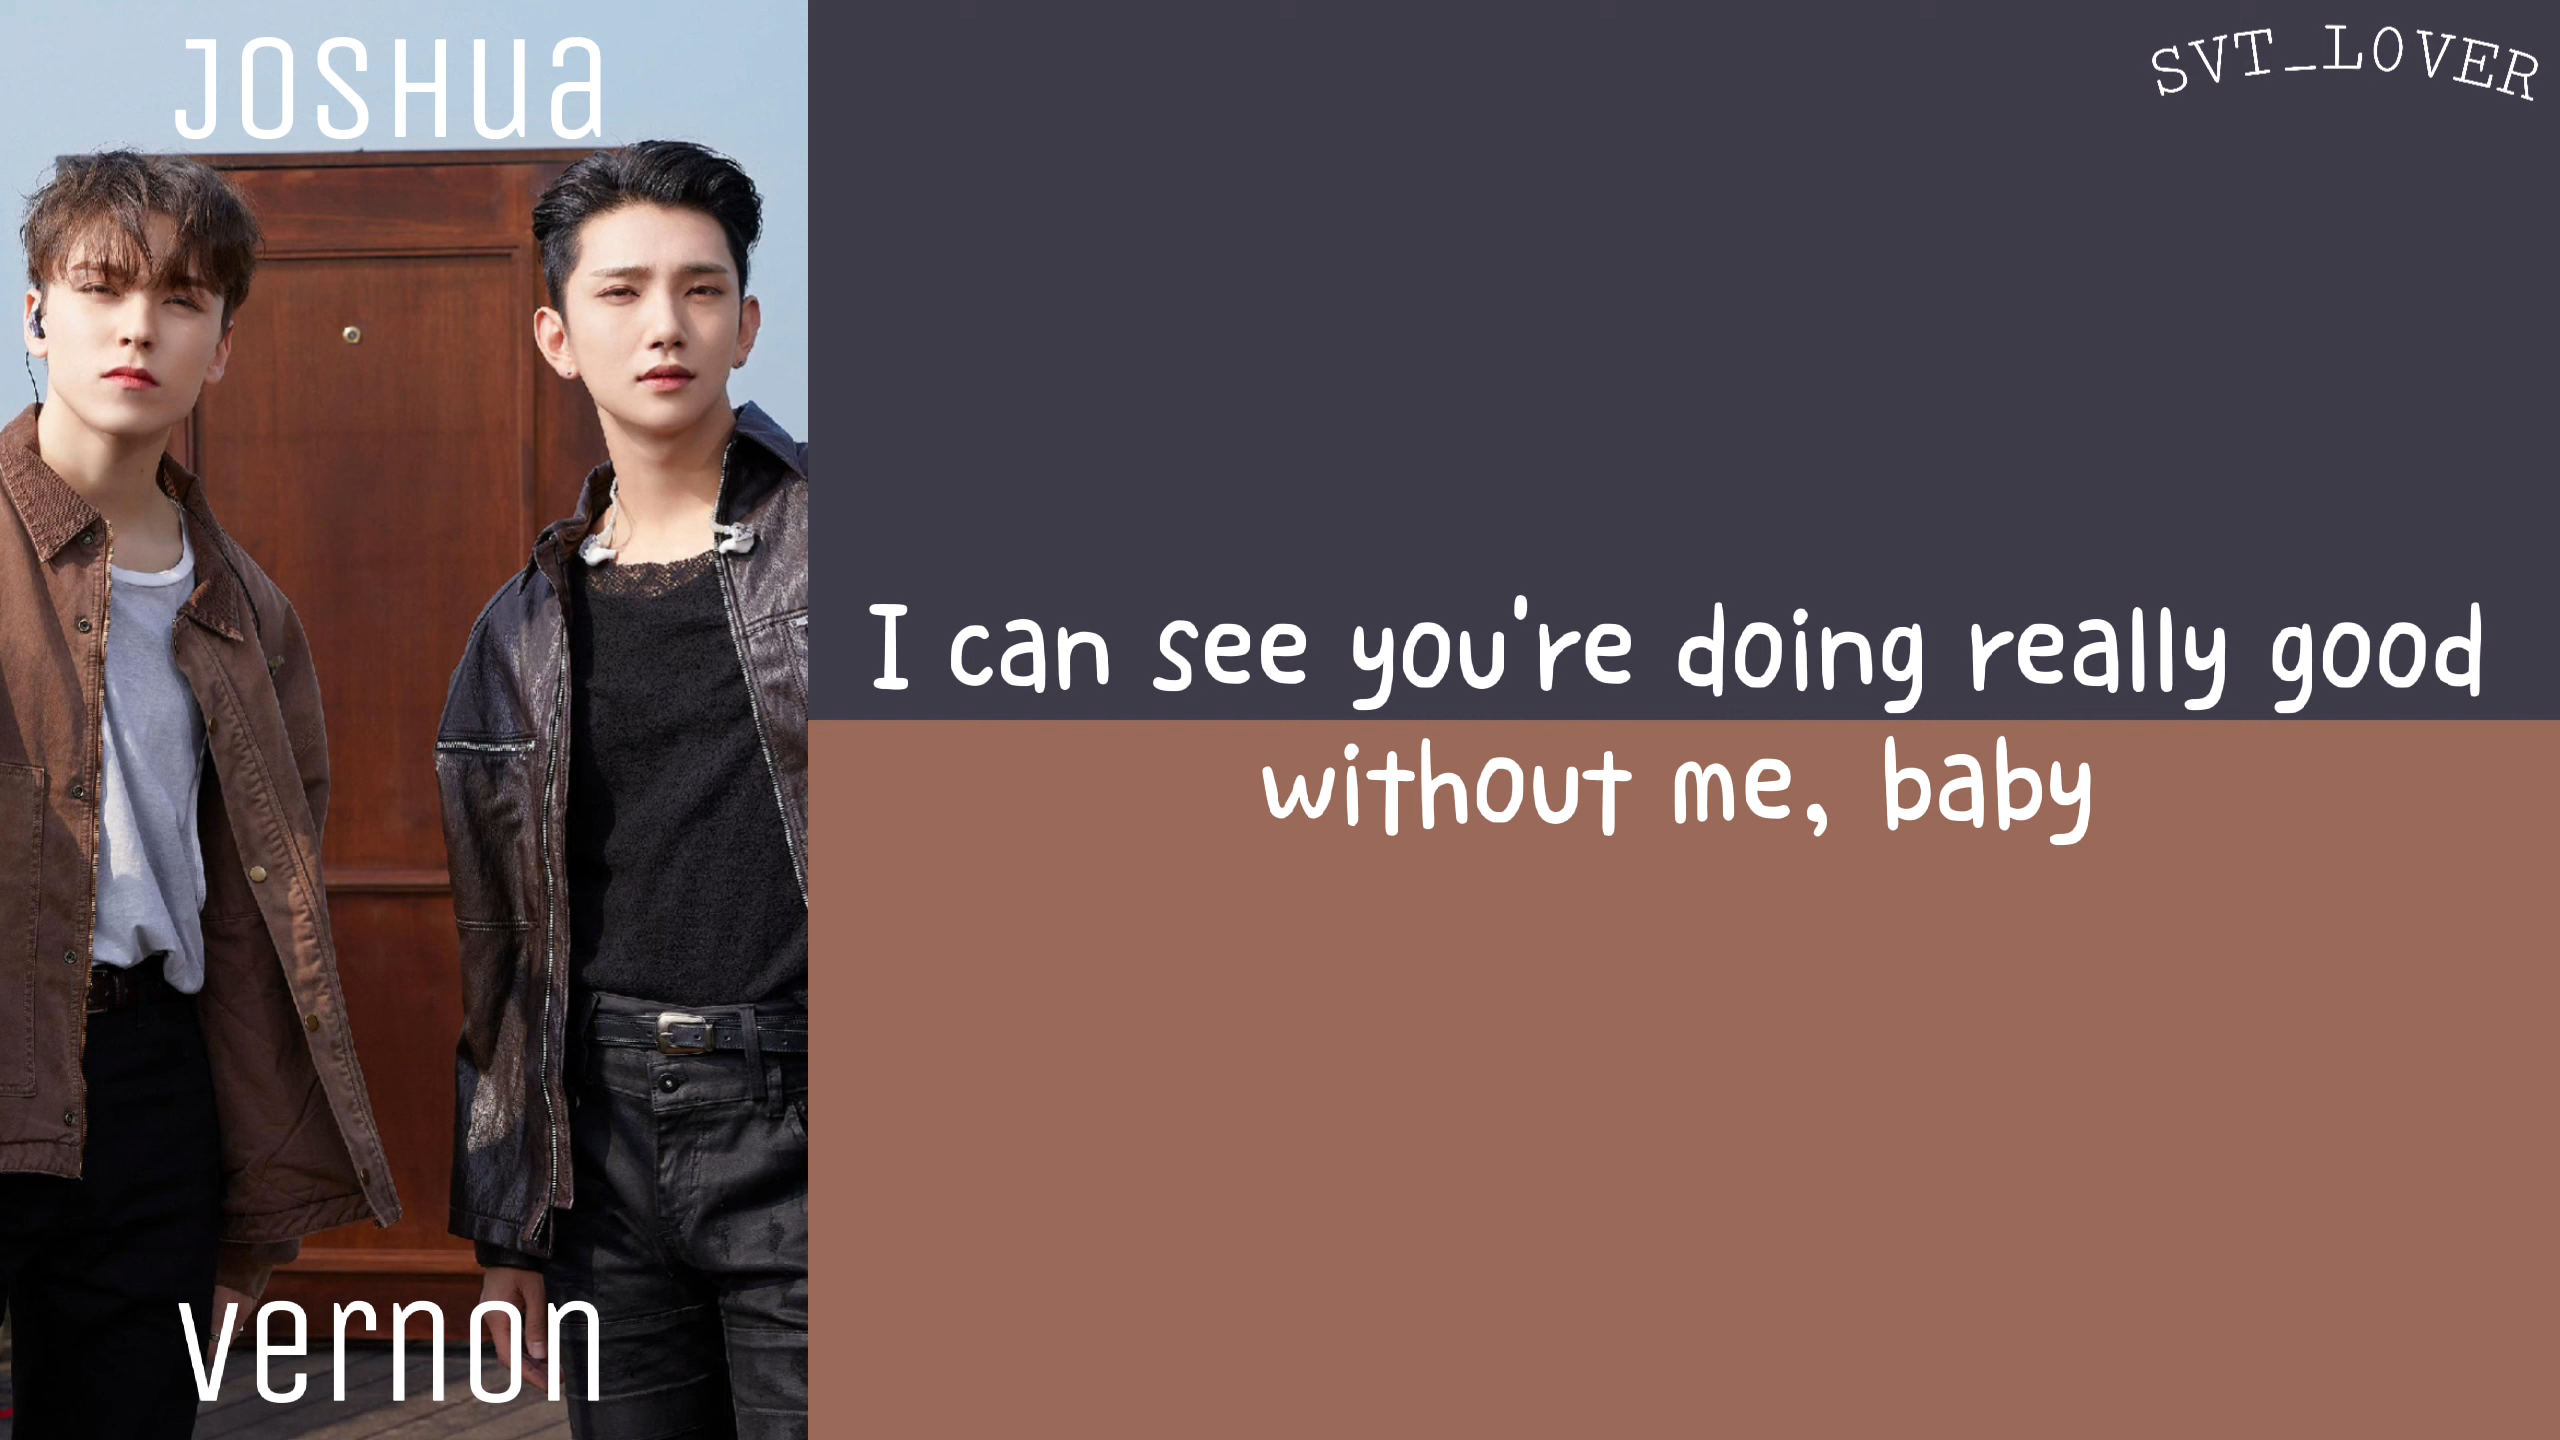 JOSHUA
SVT_LOVER
I can see you're doing really good
without me, baby
vernon